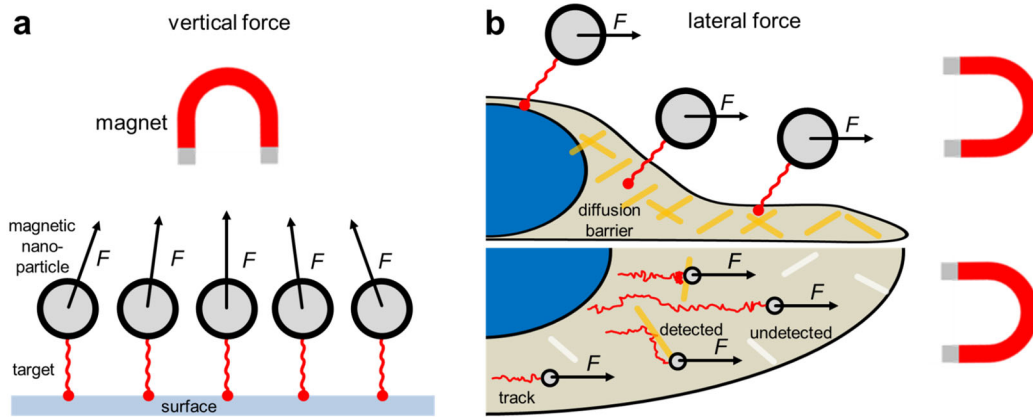 a
vertical force
magnet
magnetic
nano-
particle
F
F
F
F
F
target
surface
b
lateral force
F
F
F
diffusion
barrier
F
F
detected
undetected
F
F
track